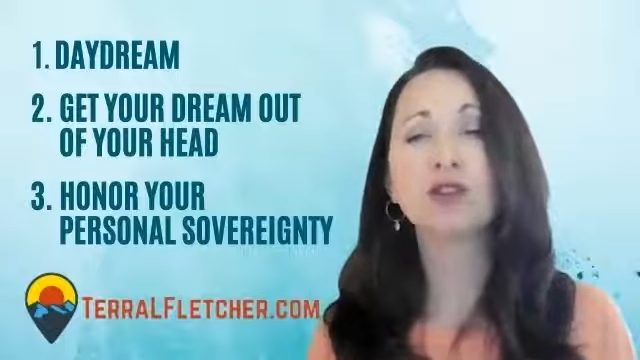 1. DAYDREAM
2. GET YOUR DREAM OUT
OF YOUR HEAD
3. HONOR YOUR
PERSONAL SOVEREIGNTY
TERRALFLETCHER.COM